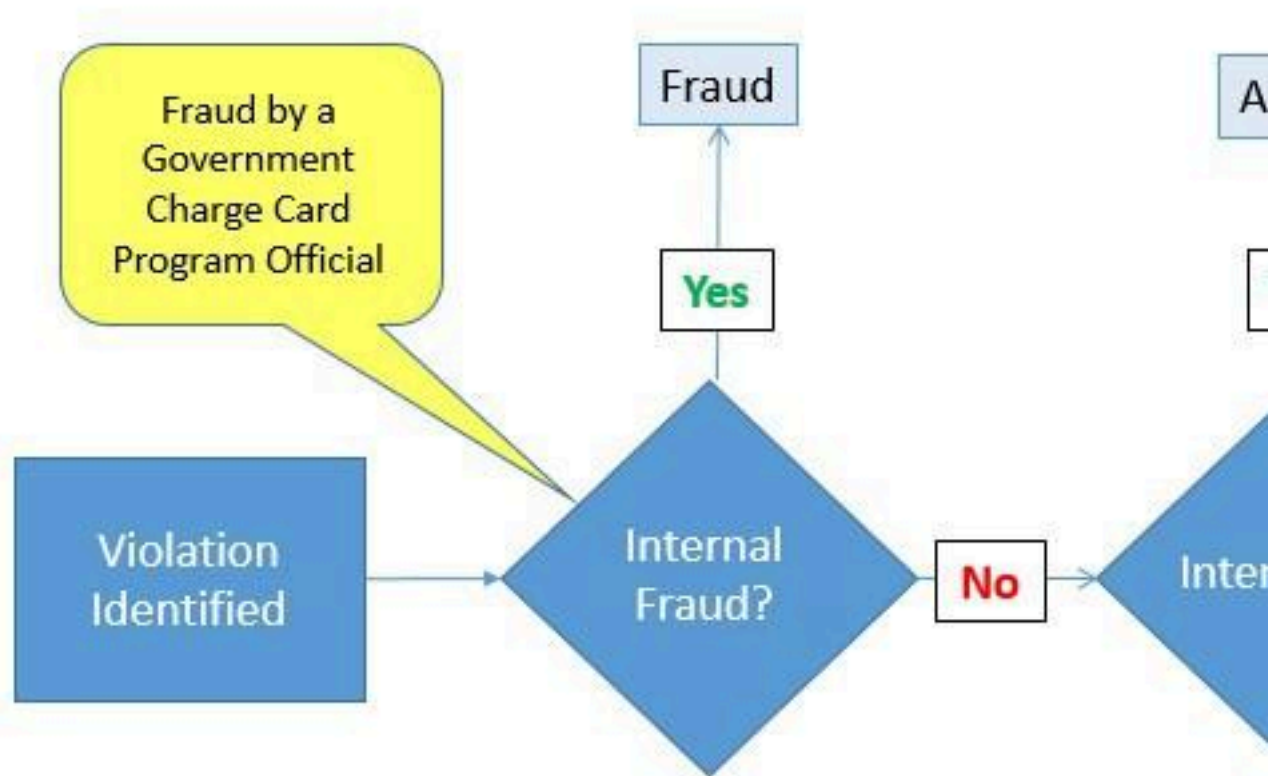 Fraud by a
Government
Charge Card
Program Official
Fraud
Yes
Violation
Identified
Internal
Fraud?
No